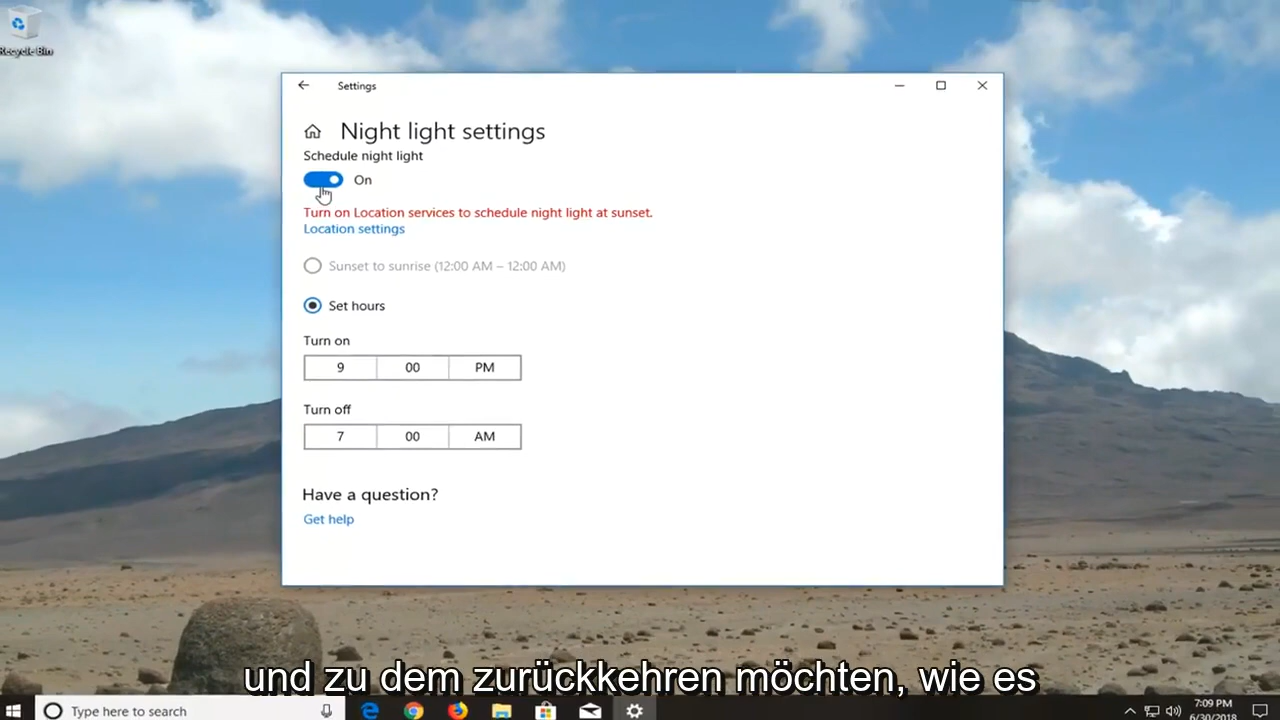 Recycle Bin
Settings
Night light settings
Schedule night light
On
Turn on Location services to schedule night light at sunset.
Location settings
Sunset to sunrise (12:00 AM – 12:00 AM)
Set hours
Turn on
9 00 PM
Turn off
7 00 AM
Have a question?
Get help
und zu dem zurückkehren möchten, wie es
Type here to search
7:09 PM
6/30/2018